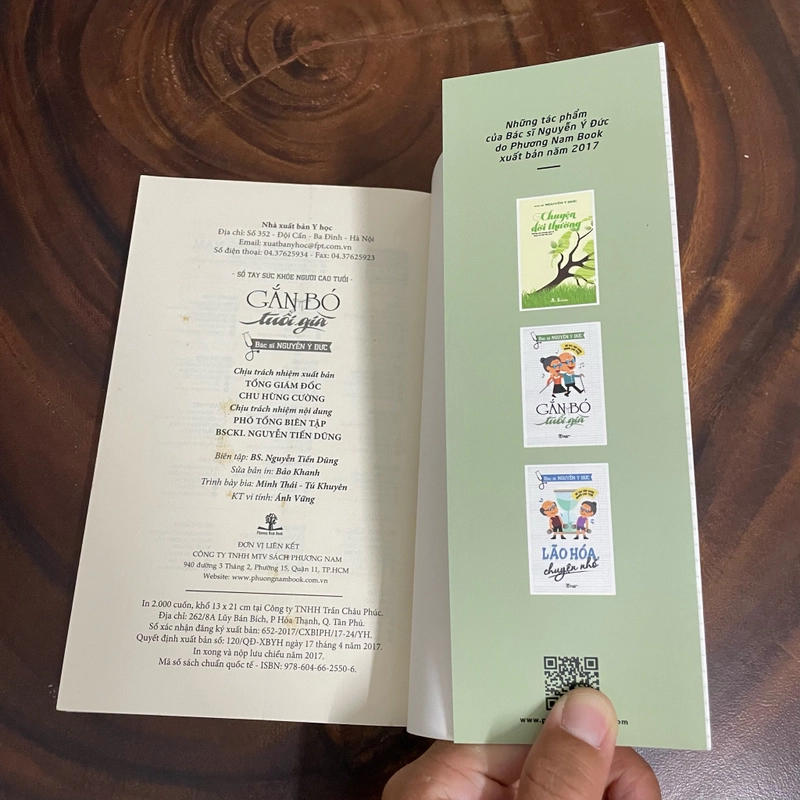 Nhà xuất bản Y học
Địa chỉ: Số 352 - Đội Cấn - Ba Đình - Hà Nội
Email: xuatbanyhoc@fpt.com.vn
Số điện thoại: 04.37625934 - Fax: 04.37625923
- SỔ TAY SỨC KHỎE NGƯỜI CAO TUỔI -
GẮN BÓ
tuổi già
Bác sĩ NGUYỄN Ý ĐỨC
Chịu trách nhiệm xuất bản
TỔNG GIÁM ĐỐC
CHU HÙNG CƯỜNG
Chịu trách nhiệm nội dung
PHÓ TỔNG BIÊN TẬP
BSCKI. NGUYỄN TIẾN DŨNG
Biên tập: BS. Nguyễn Tiến Dũng
Sửa bản in: Bảo Khanh
Trình bày bìa: Minh Thái - Tú Khuyên
KT vi tính: Ánh Vững
Phuong Nam Book
ĐƠN VỊ LIÊN KẾT
CÔNG TY TNHH MTV SÁCH PHƯƠNG NAM
940 đường 3 Tháng 2, Phường 15, Quận 11, TP.HCM
Website: www.phuongnambook.com.vn
In 2.000 cuốn, khổ 13 x 21 cm tại Công ty TNHH Trần Châu Phúc.
Địa chỉ: 262/8A Lũy Bán Bích, P Hòa Thạnh, Q. Tân Phú.
Số xác nhận đăng ký xuất bản: 652-2017/CXBIPH/17-24/YH.
Quyết định xuất bản số: 120/QĐ-XBYH ngày 17 tháng 4 năm 2017.
In xong và nộp lưu chiểu năm 2017.
Mã số sách chuẩn quốc tế - ISBN: 978-604-66-2550-6.
Những tác phẩm
của Bác sĩ Nguyễn Ý Đức
do Phương Nam Book
xuất bản năm 2017
BÁC SĨ NGUYỄN Ý ĐỨC
Chuyện
đời thường
Bác sĩ NGUYỄN Ý ĐỨC
GẮN BÓ
tuổi già
Bác sĩ NGUYỄN Ý ĐỨC
LÃO HÓA
chuyện nhỏ
www.p
.com